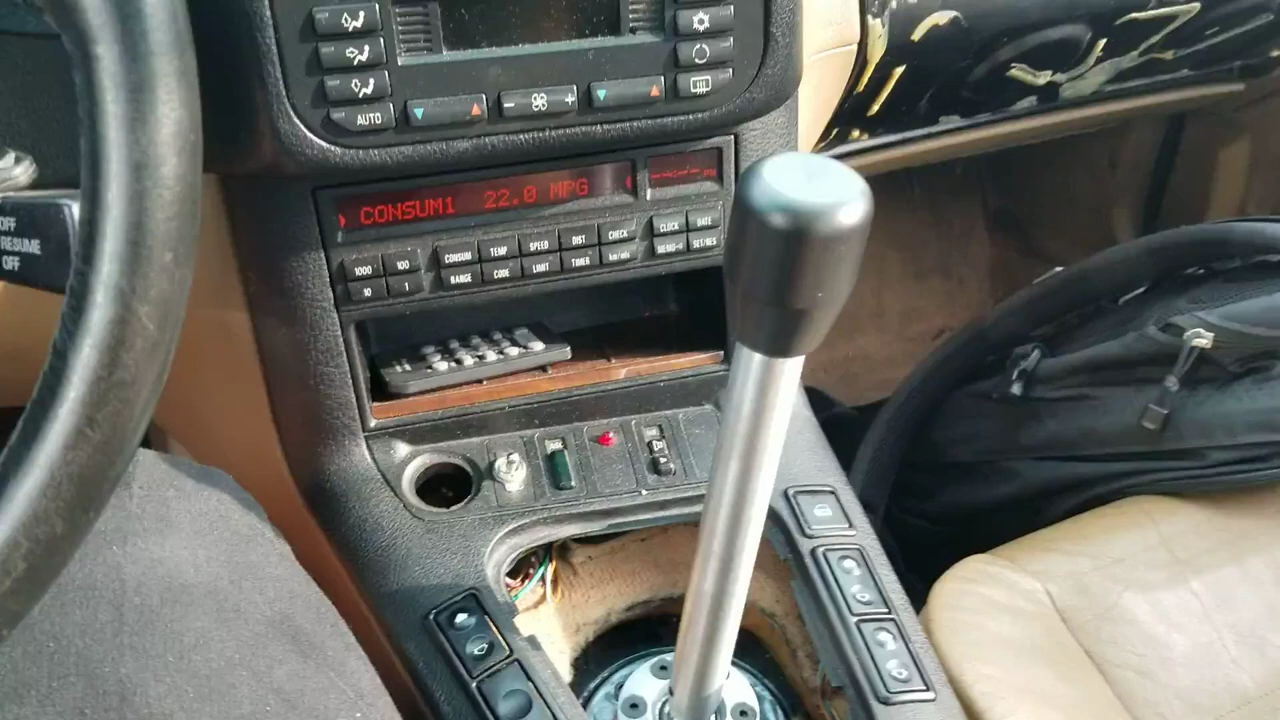 AUTO
CONSUM1 22.0 MPG
OFF
RESUME
OFF
1000 100
10 1
CONSUM TEMP SPEED DIST CHECK
RANGE CODE LIMIT TIMER km/mls
CLOCK DATE
MEMO SET/RES